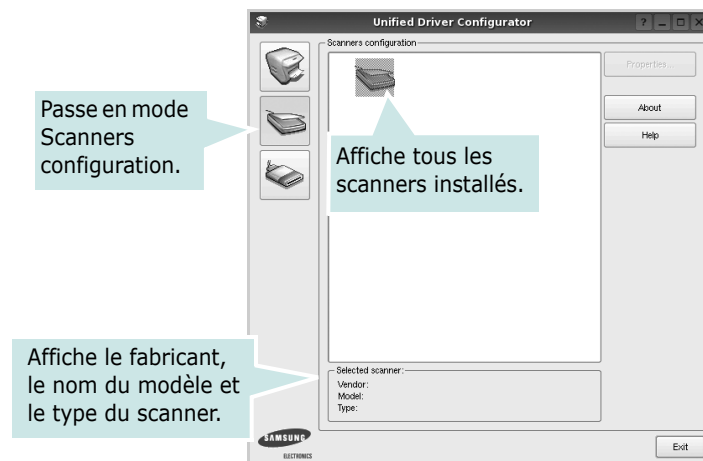 Unified Driver Configurator
Scanners configuration
Properties...
About
Help
Passe en mode
Scanners
configuration.
Affiche tous les
scanners installés.
Affiche le fabricant,
le nom du modèle et
le type du scanner.
Selected scanner:
Vendor:
Model:
Type:
SAMSUNG
ELECTRONICS
Exit